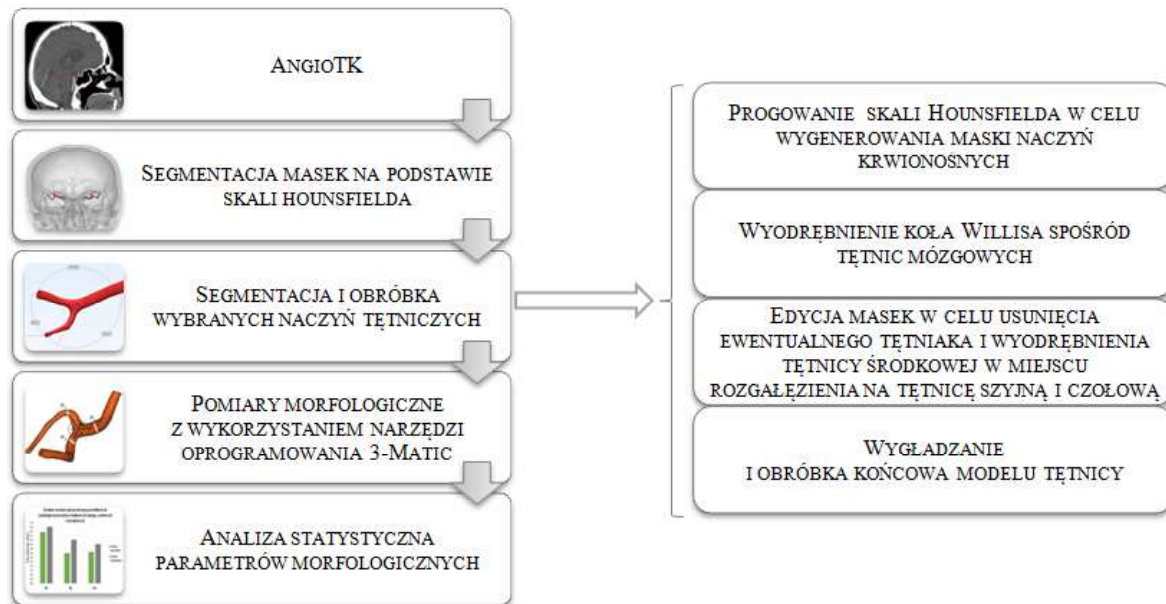 ANGIOTK
SEGMENTACJA MASEK NA PODSTAWIE
SKALI HOUNSFIELDA
SEGMENTACJA I OBRÓBKA
WYBRANYCH NACZYŃ TĘTNICZYCH
POMIARY MORFOLOGICZNE
Z WYKORZYSTANIEM NARZĘDZI
OPROGRAMOWANIA 3-MATIC
ANALIZA STATYSTYCZNA
PARAMETRÓW MORFOLOGICZNYCH
PROGOWANIE SKALI HOUNSFIELDA W CELU
WYGENEROWANIA MASKI NACZYŃ
KRWIONOŚNYCH
WYODRĘBNIENIE KOŁA WILLISA SPOŚRÓD
TĘTNIC MÓZGOWYCH
EDYCJA MASEK W CELU USUNIĘCIA
EWENTUALNEGO TĘTNIAKA I WYODRĘBNIENIA
TĘTNICY ŚRODKOWEJ W MIEJSCU
ROZGAŁĘZIENIA NA TĘTNICĘ SZYJNĄ I CZOŁOWĄ
WYGŁADZANIE
I OBRÓBKA KOŃCOWA MODELU TĘTNICY